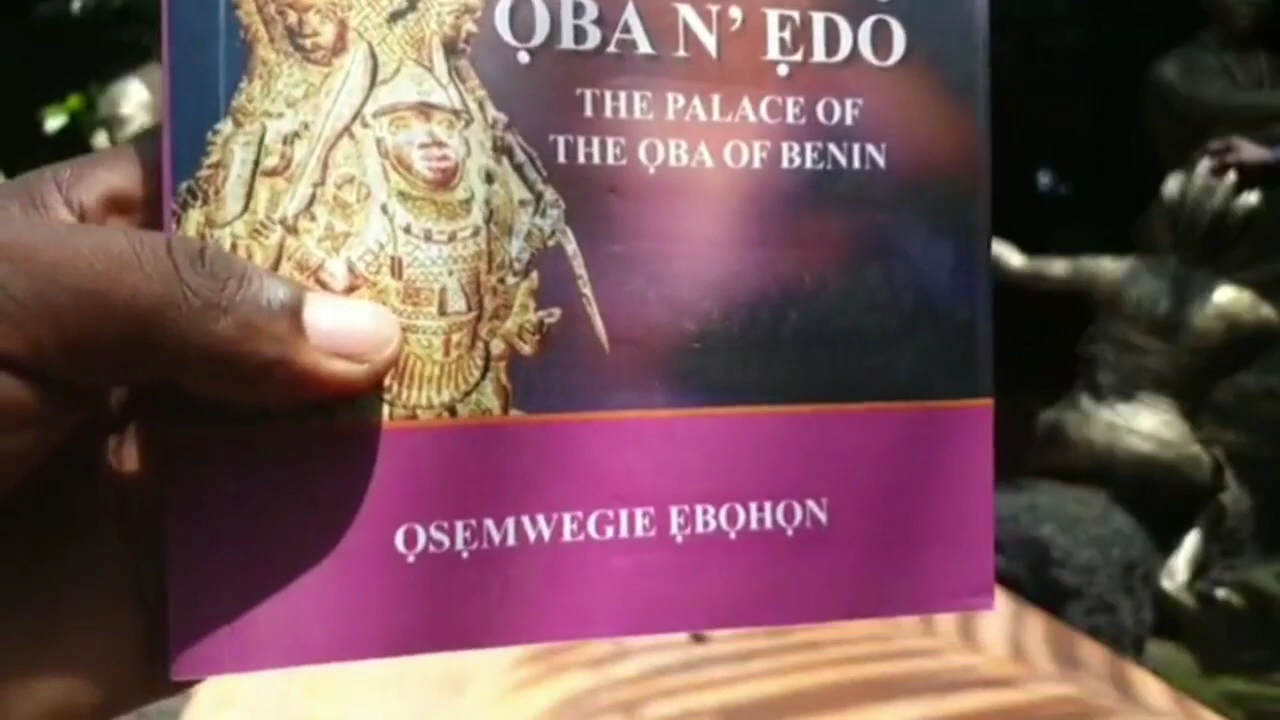 ỌBA N' ẸDO
THE PALACE OF
THE ỌBA OF BENIN
ỌSẸMWEGIE ẸBỌHỌN